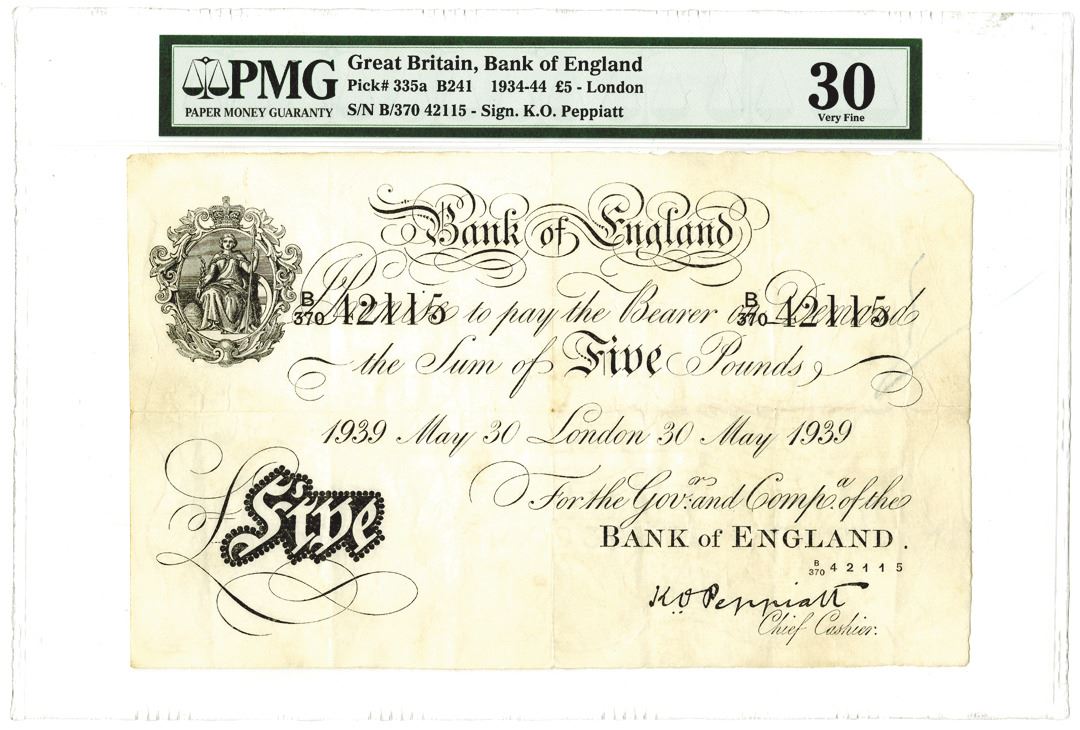 PMG
PAPER MONEY GUARANTY
Great Britain, Bank of England
Pick# 335a B241 1934-44 £5 - London
S/N B/370 42115 - Sign. K.O. Peppiatt
30
Very Fine
Bank of England
B/370 42115 B/370 42115
I Promise to pay the Bearer on Demand
the Sum of Five Pounds
1939 May 30 London 30 May 1939
For the Govr. and Compa. of the
BANK of ENGLAND.
B/370 42115
K.O Peppiatt
Chief Cashier.
£ Five